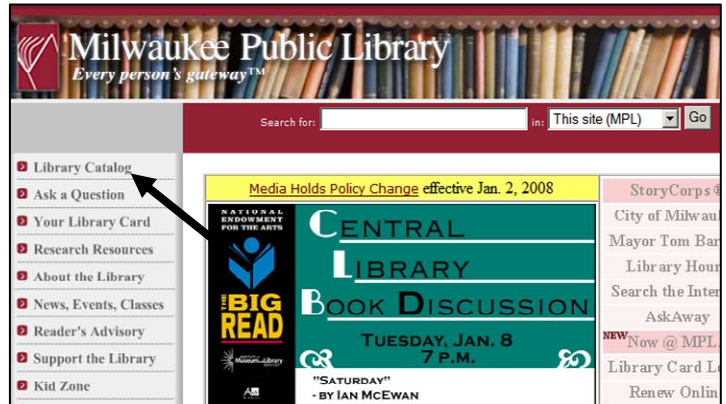 Milwaukee Public Library
Every person's gateway™
Search for:
in: This site (MPL) Go
Library Catalog
Ask a Question
Your Library Card
Research Resources
About the Library
News, Events, Classes
Reader's Advisory
Support the Library
Kid Zone
Media Holds Policy Change effective Jan. 2, 2008
NATIONAL
ENDOWMENT
FOR THE ARTS
THE BIG
READ
Museum and Library
CENTRAL
LIBRARY
BOOK DISCUSSION
TUESDAY, JAN. 8
7 P.M.
"SATURDAY"
- BY IAN MCEWAN
StoryCorps
City of Milwau
Mayor Tom Bar
Library Hour
Search the Inter
AskAway
NEW Now @ MPL
Library Card L
Renew Onlin